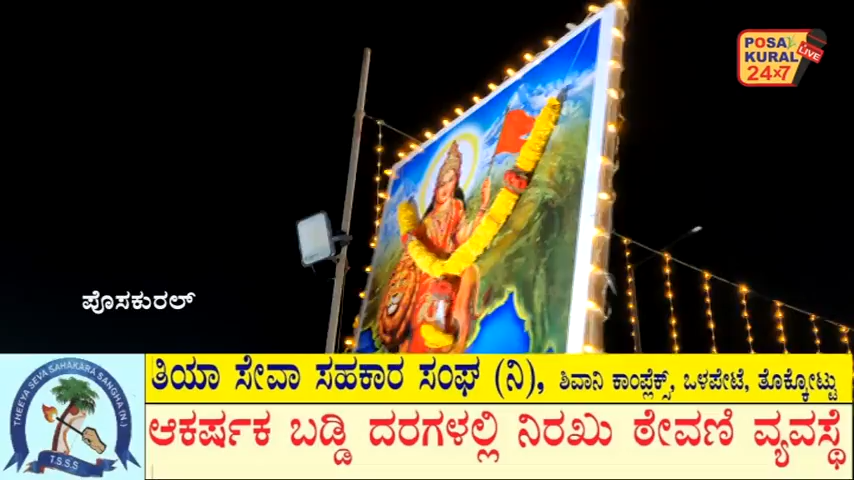 POSA
KURAL
24x7
LIVE
ಪೊಸಕುರಲ್
THEEYA SEVA SAHAKARA SANGHA (N.)
T.S.S.S
ತಿಯಾ ಸೇವಾ ಸಹಕಾರ ಸಂಘ (ನಿ), ಶಿವಾನಿ ಕಾಂಪ್ಲೆಕ್ಸ್, ಒಳಪೇಟೆ, ತೊಕ್ಕೋಟ್ಟು
ಆಕರ್ಷಕ ಬಡ್ಡಿ ದರಗಳಲ್ಲಿ ನಿರಖು ಠೇವಣಿ ವ್ಯವಸ್ಥೆ